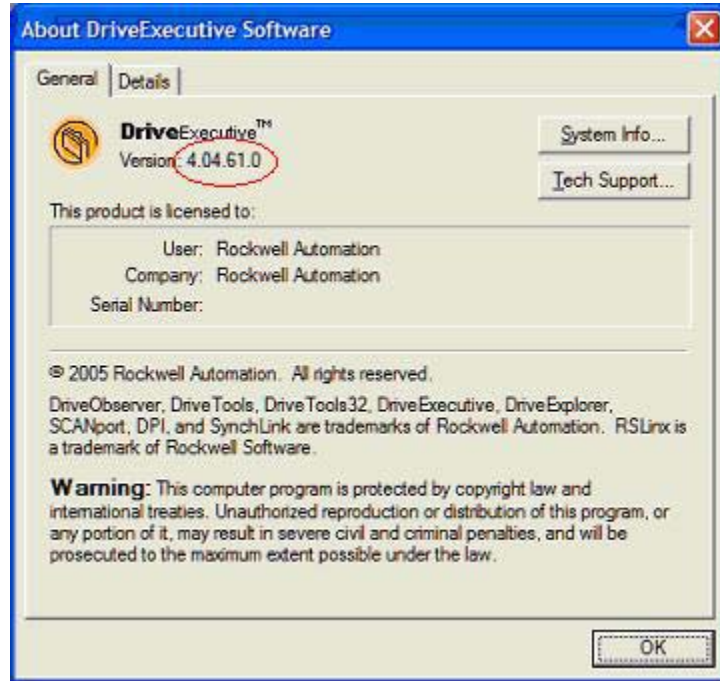 About DriveExecutive Software
General Details
DriveExecutive™
Version: 4.04.61.0
System Info...
Tech Support...
This product is licensed to:
User: Rockwell Automation
Company: Rockwell Automation
Serial Number:
© 2005 Rockwell Automation. All rights reserved.
DriveObserver, DriveTools, DriveTools32, DriveExecutive, DriveExplorer,
SCANport, DPI, and SynchLink are trademarks of Rockwell Automation. RSLinx is
a trademark of Rockwell Software.
Warning: This computer program is protected by copyright law and
international treaties. Unauthorized reproduction or distribution of this program, or
any portion of it, may result in severe civil and criminal penalties, and will be
prosecuted to the maximum extent possible under the law.
OK